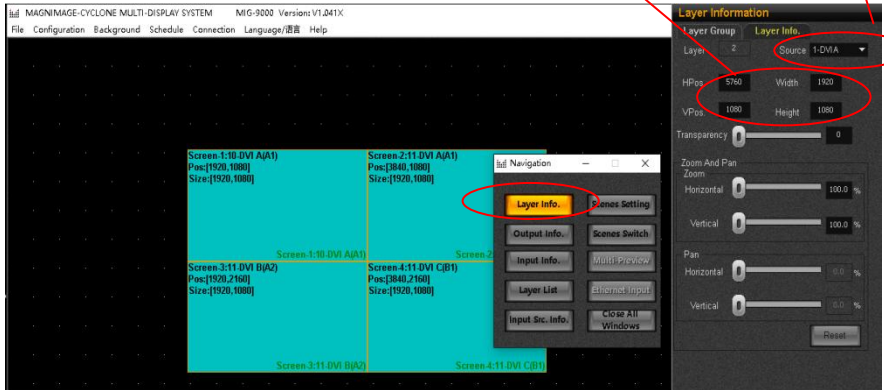 MAGNIMAGE-CYCLONE MULTI-DISPLAY SYSTEM MIG-9000 Version: V1.041X
File Configuration Background Schedule Connection Language/语言 Help
Screen-1:10-DVI A(A1)
Pos:[1920,1080]
Size:[1920,1080]
Screen-1:10-DVI A(A1)
Screen-2:11-DVI A(A1)
Pos:[3840,1080]
Size:[1920,1080]
Screen-2
Screen-3:11-DVI B(A2)
Pos:[1920,2160]
Size:[1920,1080]
Screen-3:11-DVI B(A2)
Screen-4:11-DVI C(B1)
Pos:[3840,2160]
Size:[1920,1080]
Screen-4:11-DVI C(B1)
Navigation
Layer Info. Scenes Setting
Output Info. Scenes Switch
Input Info. Multi-Preview
Layer List Ethernet Input
Input Src. Info. Close All
Windows
Layer Information
Layer Group Layer Info.
Layer 2 Source 1-DVI A
HPos. 5760 Width 1920
VPos. 1080 Height 1080
Transparency 0
Zoom And Pan
Zoom
Horizontal 100.0 %
Vertical 100.0 %
Pan
Horizontal 0.0 %
Vertical 0.0 %
Reset